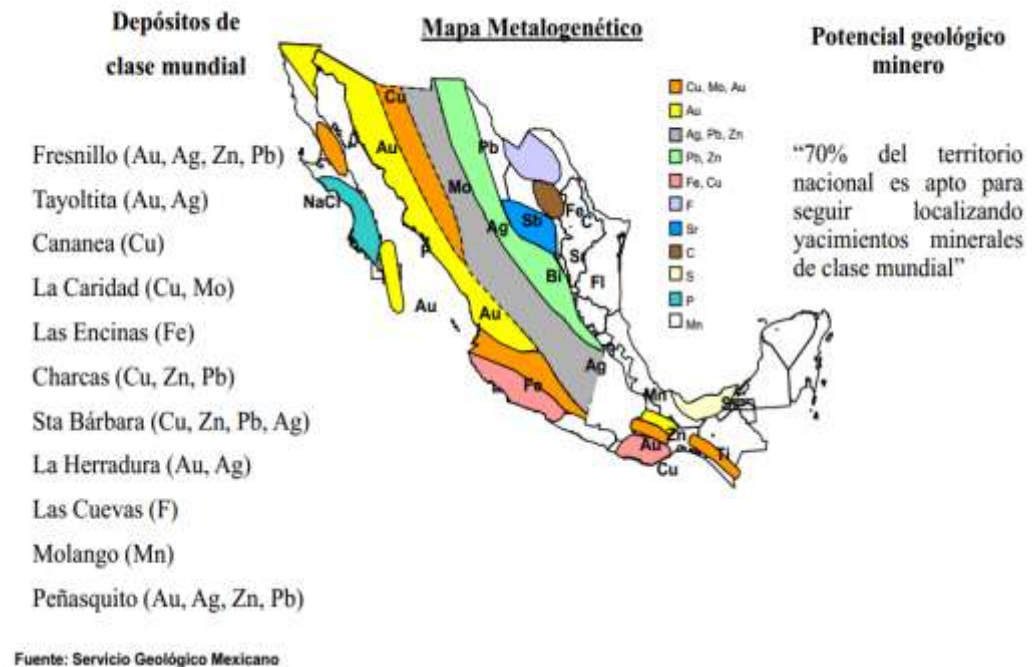 Depósitos de
clase mundial
Fresnillo (Au, Ag, Zn, Pb)
Tayoltita (Au, Ag)
Cananea (Cu)
La Caridad (Cu, Mo)
Las Encinas (Fe)
Charcas (Cu, Zn, Pb)
Sta Bárbara (Cu, Zn, Pb, Ag)
La Herradura (Au, Ag)
Las Cuevas (F)
Molango (Mn)
Peñasquito (Au, Ag, Zn, Pb)
Mapa Metalogenético
Cu
Au
Pb
Mo
NaCl
Fe
C
Sb
Ag
Bi
Fl
Au
Au
Ag
Fe
Mn
Zn
Au
Ti
Cu
Cu, Mo, Au
Au
Ag, Pb, Zn
Pb, Zn
Fe, Cu
F
Sr
C
S
P
Mn
Potencial geológico
minero
“70% del territorio
nacional es apto para
seguir localizando
yacimientos minerales
de clase mundial”
Fuente: Servicio Geológico Mexicano